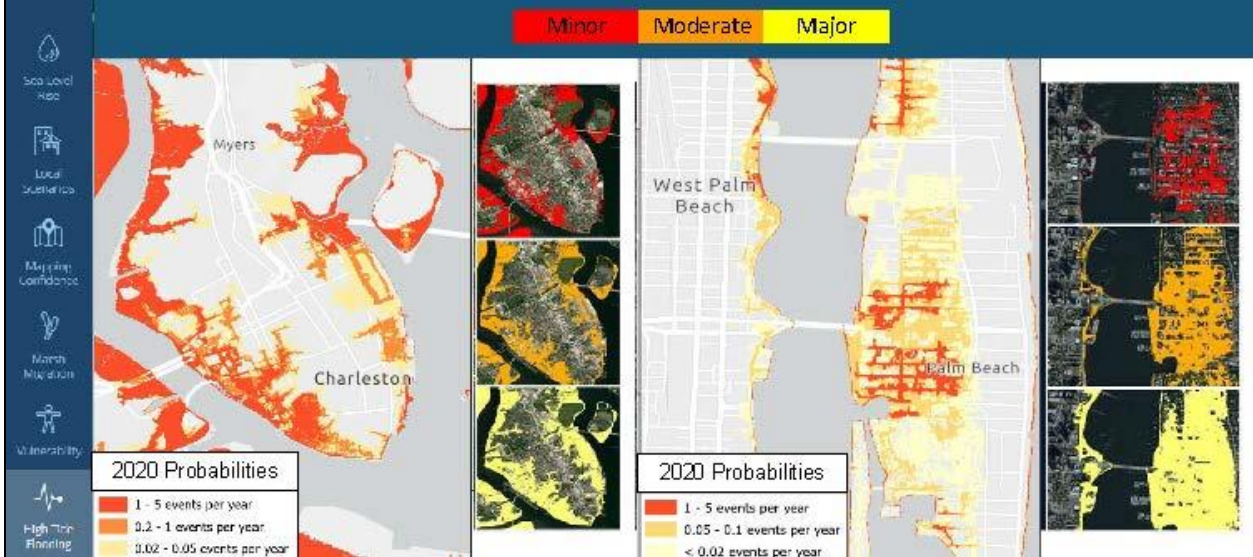 Minor Moderate Major
Sea Level
Rise
Local
Scenarios
Mapping
Confidence
Marsh
Migration
Vulnerability
High Tide
Flooding
Myers
Charleston
2020 Probabilities
1 - 5 events per year
0.2 - 1 events per year
0.02 - 0.05 events per year
West Palm
Beach
Palm Beach
2020 Probabilities
1 - 5 events per year
0.05 - 0.1 events per year
< 0.02 events per year